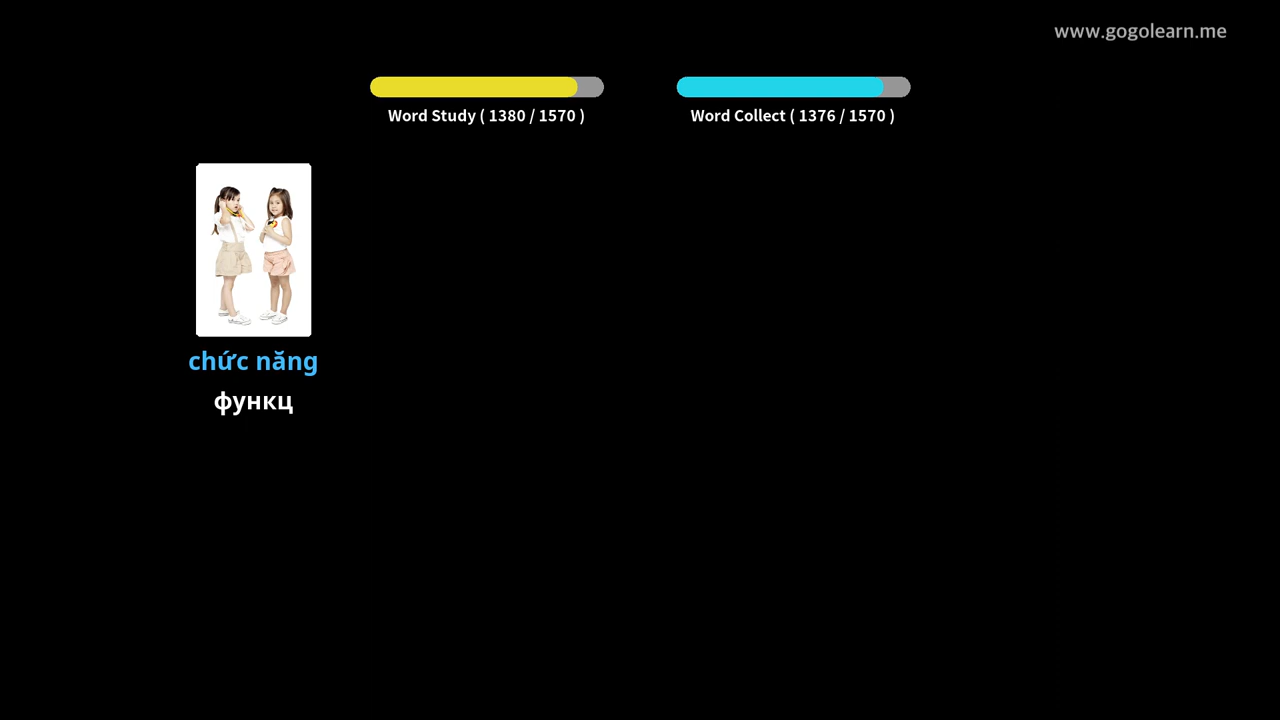 www.gogolearn.me
Word Study ( 1380 / 1570 )
Word Collect ( 1376 / 1570 )
chức năng
функц